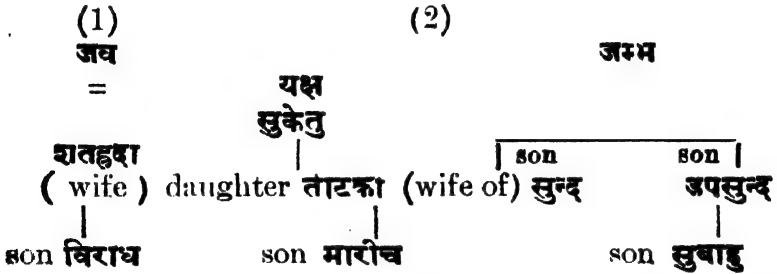 (1) (2)
जव जम्भ
= यक्ष
सुकेतु
शतह्रदा son son
( wife ) daughter ताटका (wife of) सुन्द उपसुन्द
son विराध son मारीच son सुबाहु